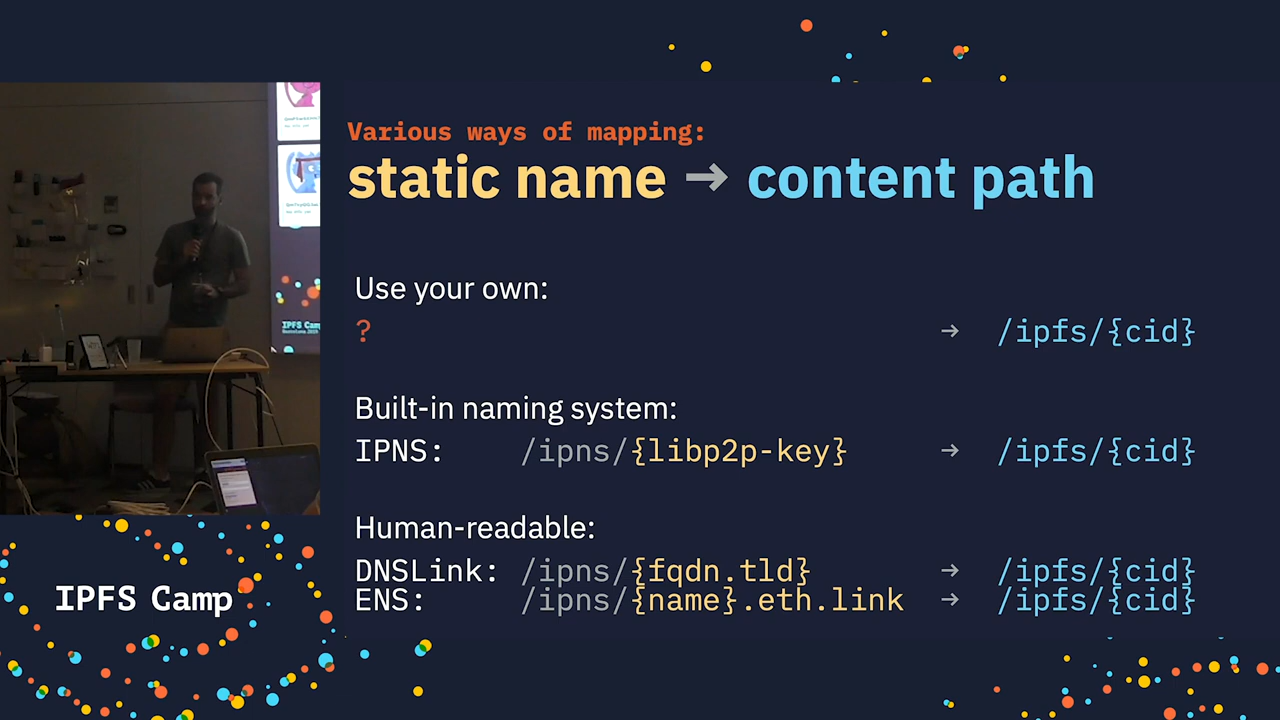 Various ways of mapping:
static name → content path
Use your own:
? → /ipfs/{cid}
Built-in naming system:
IPNS: /ipns/{libp2p-key} → /ipfs/{cid}
Human-readable:
DNSLink: /ipns/{fqdn.tld} → /ipfs/{cid}
ENS: /ipns/{name}.eth.link → /ipfs/{cid}
IPFS Camp